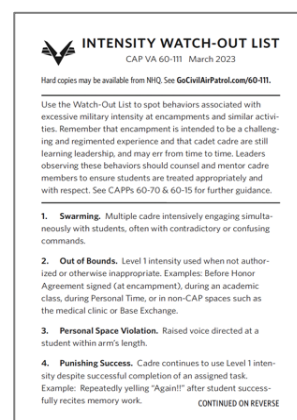 INTENSITY WATCH-OUT LIST
CAP VA 60-111 March 2023
Hard copies may be available from NHQ. See GoCivilAirPatrol.com/60-111.
Use the Watch-Out List to spot behaviors associated with
excessive military intensity at encampments and similar activi-
ties. Remember that encampment is intended to be a challeng-
ing and regimented experience and that cadet cadre are still
learning leadership, and may err from time to time. Leaders
observing these behaviors should counsel and mentor cadre
members to ensure students are treated appropriately and
with respect. See CAPPs 60-70 & 60-15 for further guidance.
1. Swarming. Multiple cadre intensively engaging simulta-
neously with students, often with contradictory or confusing
commands.
2. Out of Bounds. Level 1 intensity used when not author-
ized or otherwise inappropriate. Examples: Before Honor
Agreement signed (at encampment), during an academic
class, during Personal Time, or in non-CAP spaces such as
the medical clinic or Base Exchange.
3. Personal Space Violation. Raised voice directed at a
student within arm's length.
4. Punishing Success. Cadre continues to use Level 1 inten-
sity despite successful completion of an assigned task.
Example: Repeatedly yelling "Again!!" after student success-
fully recites memory work.
CONTINUED ON REVERSE